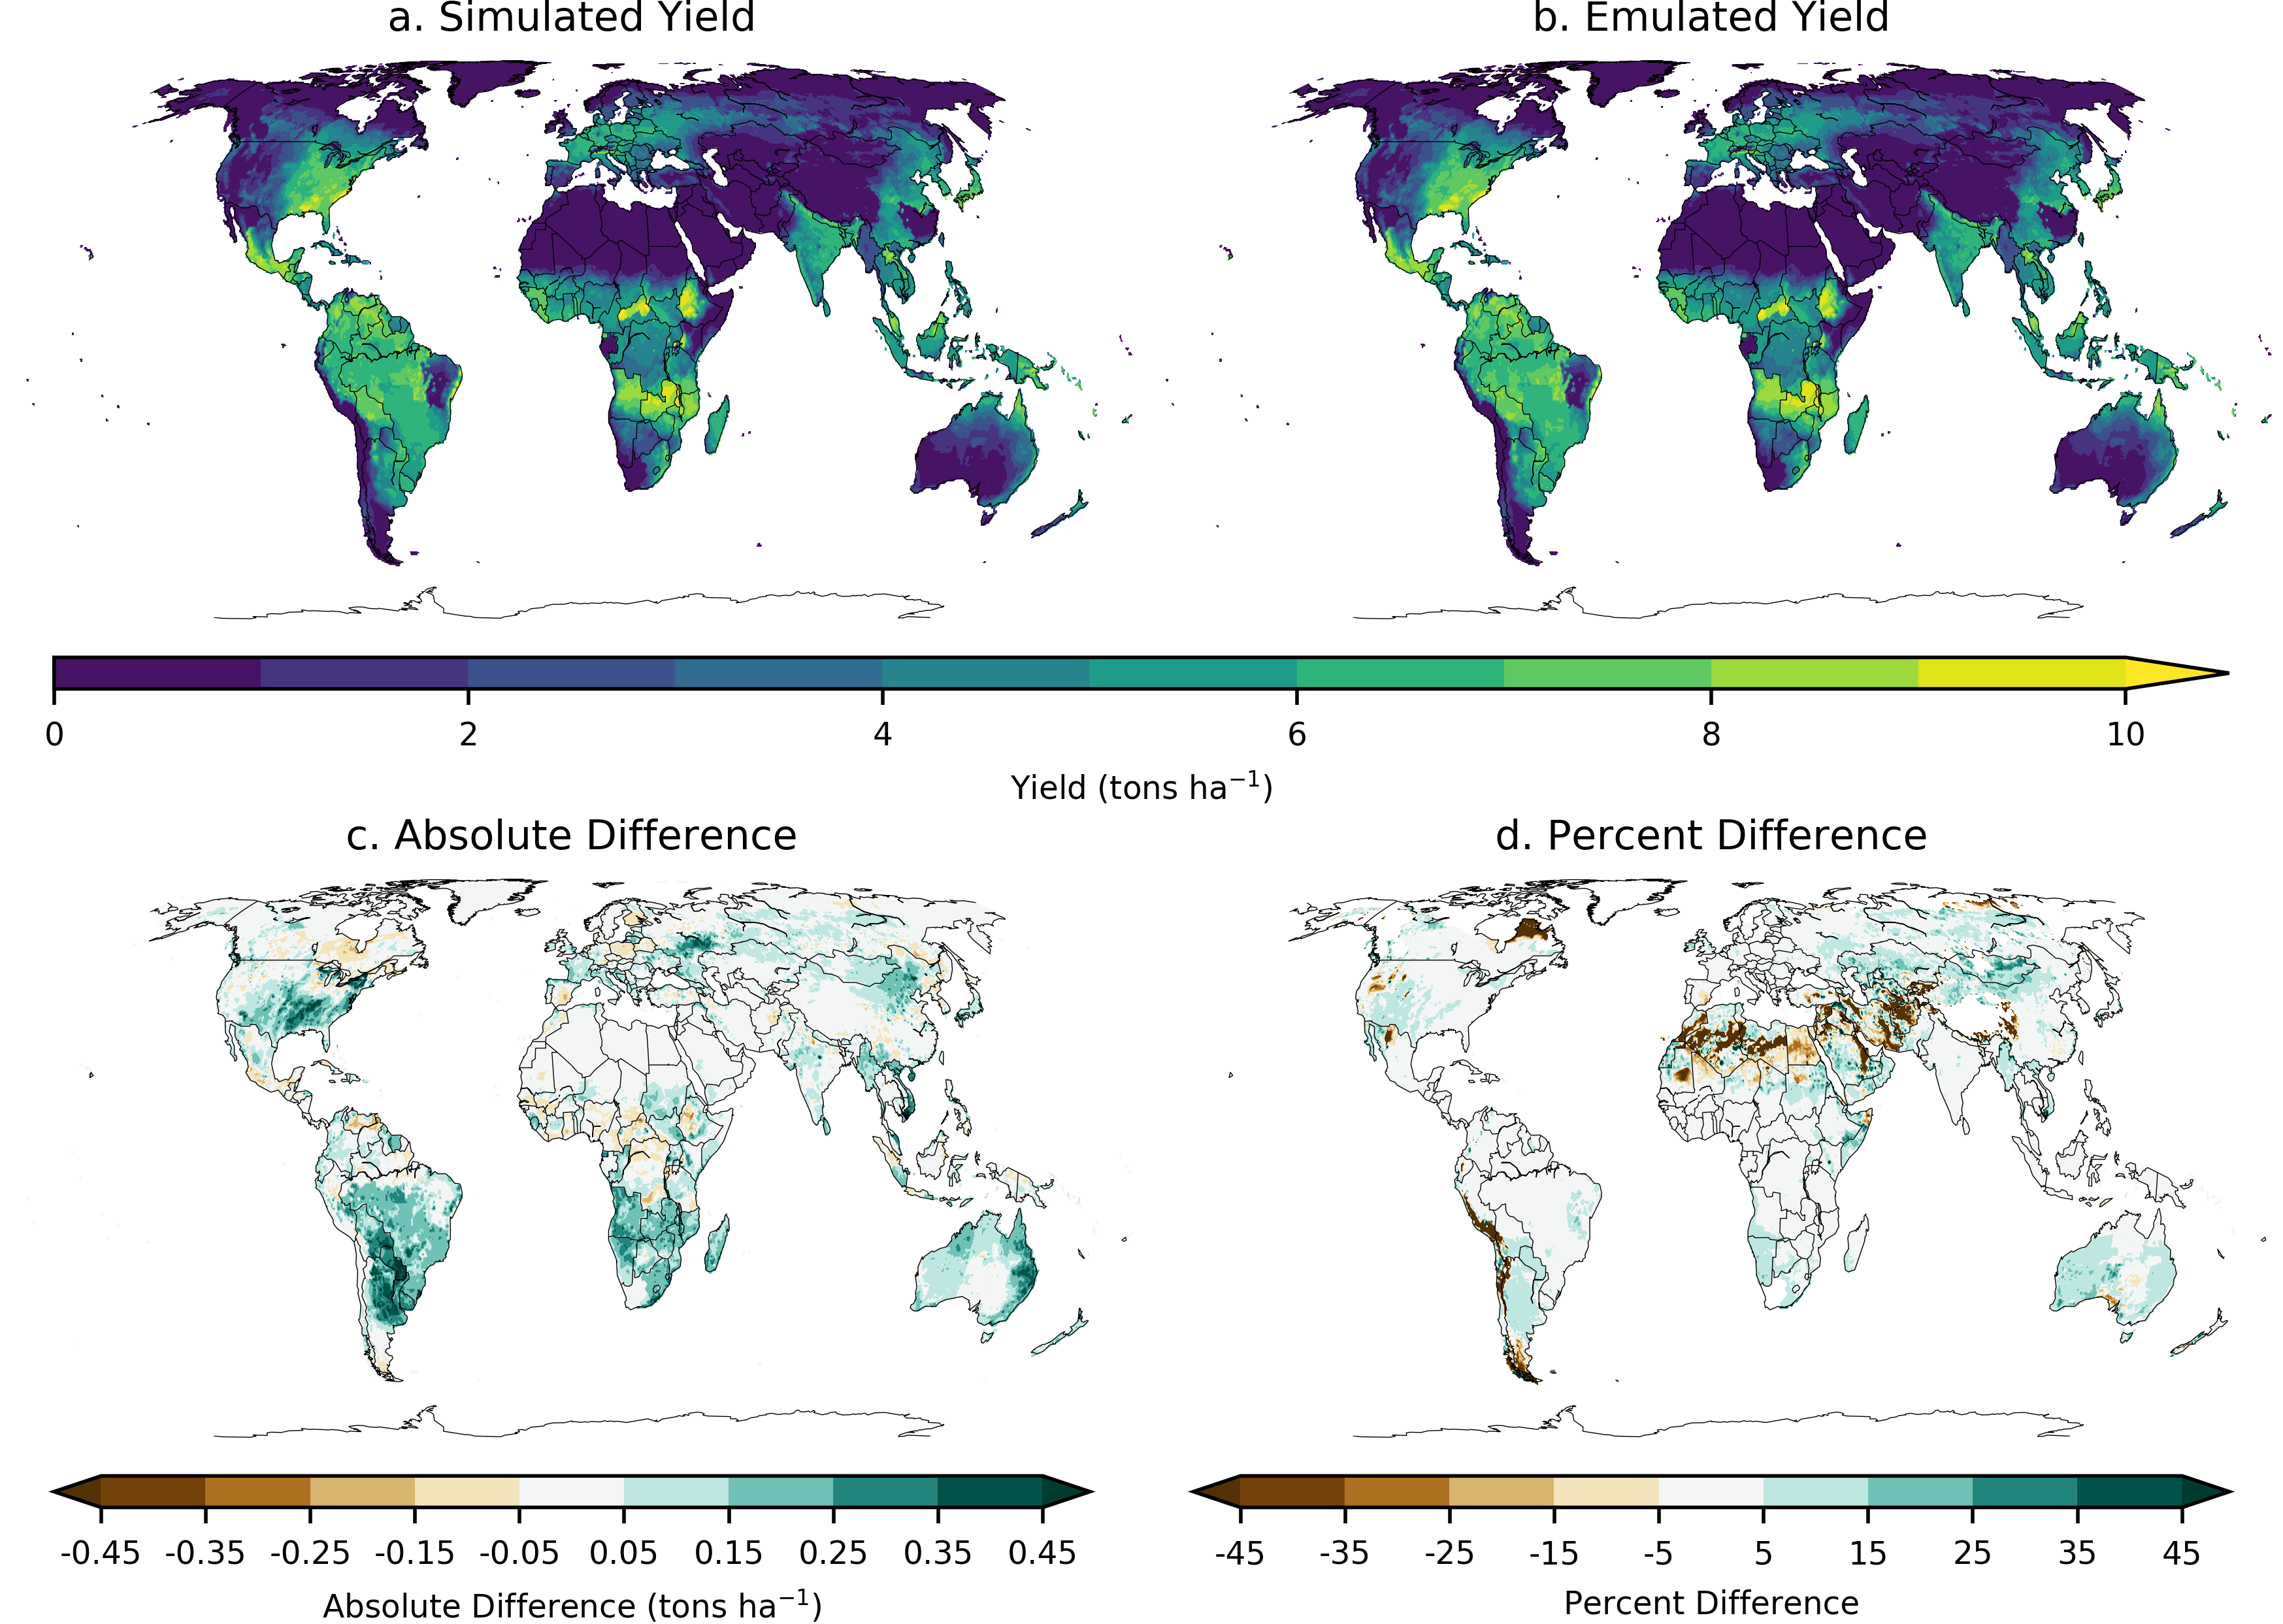 a. Simulated Yield
b. Emulated Yield
0 2 4 6 8 10
Yield (tons ha⁻¹)
c. Absolute Difference
d. Percent Difference
-0.45 -0.35 -0.25 -0.15 -0.05 0.05 0.15 0.25 0.35 0.45
-45 -35 -25 -15 -5 5 15 25 35 45
Absolute Difference (tons ha⁻¹)
Percent Difference